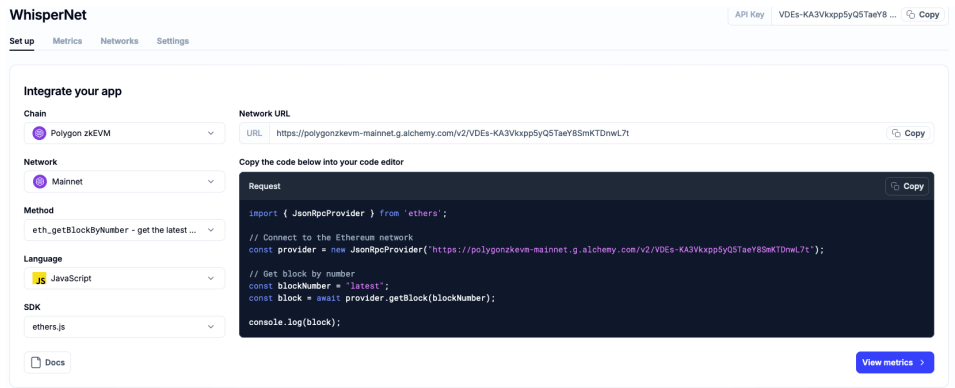 WhisperNet
API Key VDEs-KA3Vkxpp5yQ5TaeY8 ... Copy
Set up Metrics Networks Settings
Integrate your app
Chain
Polygon zkEVM
Network
Mainnet
Method
eth_getBlockByNumber - get the latest ...
Language
JS JavaScript
SDK
ethers.js
Docs
Network URL
URL https://polygonzkevm-mainnet.g.alchemy.com/v2/VDEs-KA3Vkxpp5yQ5TaeY8SmKTDnwL7t Copy
Copy the code below into your code editor
Request Copy
import { JsonRpcProvider } from 'ethers';
// Connect to the Ethereum network
const provider = new JsonRpcProvider("https://polygonzkevm-mainnet.g.alchemy.com/v2/VDEs-KA3Vkxpp5yQ5TaeY8SmKTDnwL7t");
// Get block by number
const blockNumber = "latest";
const block = await provider.getBlock(blockNumber);
console.log(block);
View metrics